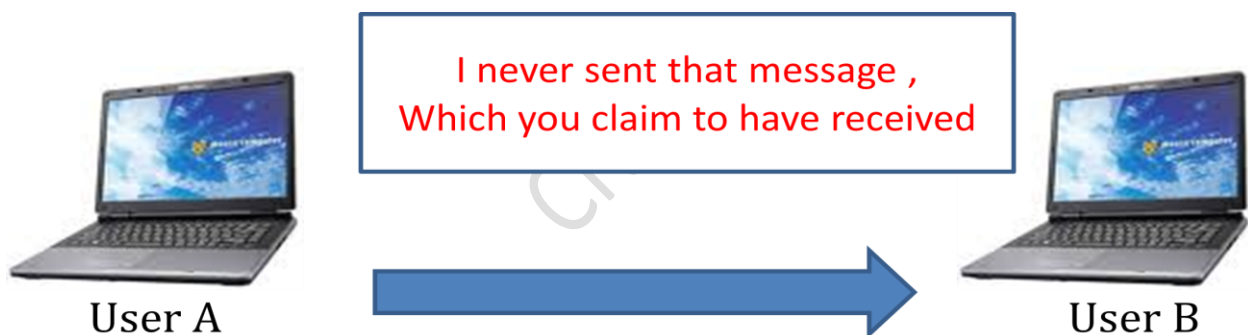 I never sent that message ,
Which you claim to have received
User A
User B